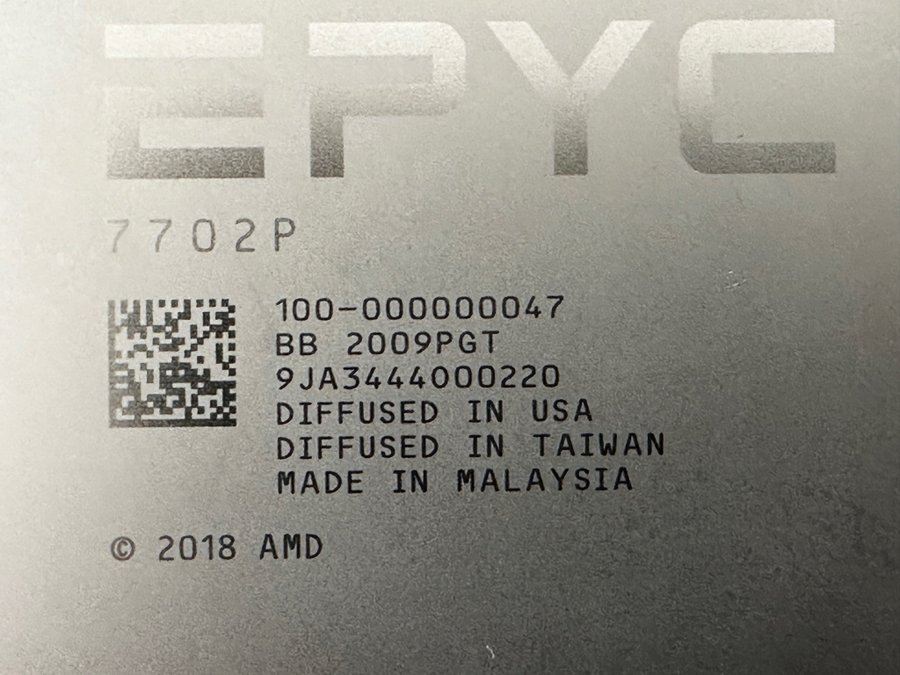 EPYC
7702P
100-000000047
BB 2009PGT
9JA3444000220
DIFFUSED IN USA
DIFFUSED IN TAIWAN
MADE IN MALAYSIA
© 2018 AMD